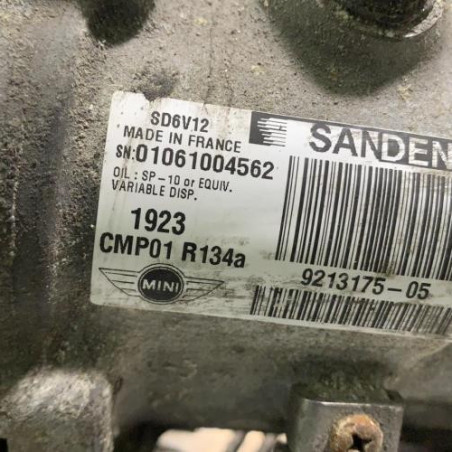 SD6V12
MADE IN FRANCE
SN:01061004562
OIL: SP-10 or EQUIV.
VARIABLE DISP.
1923
CMP01 R134a
MINI
SANDEN
9213175-05